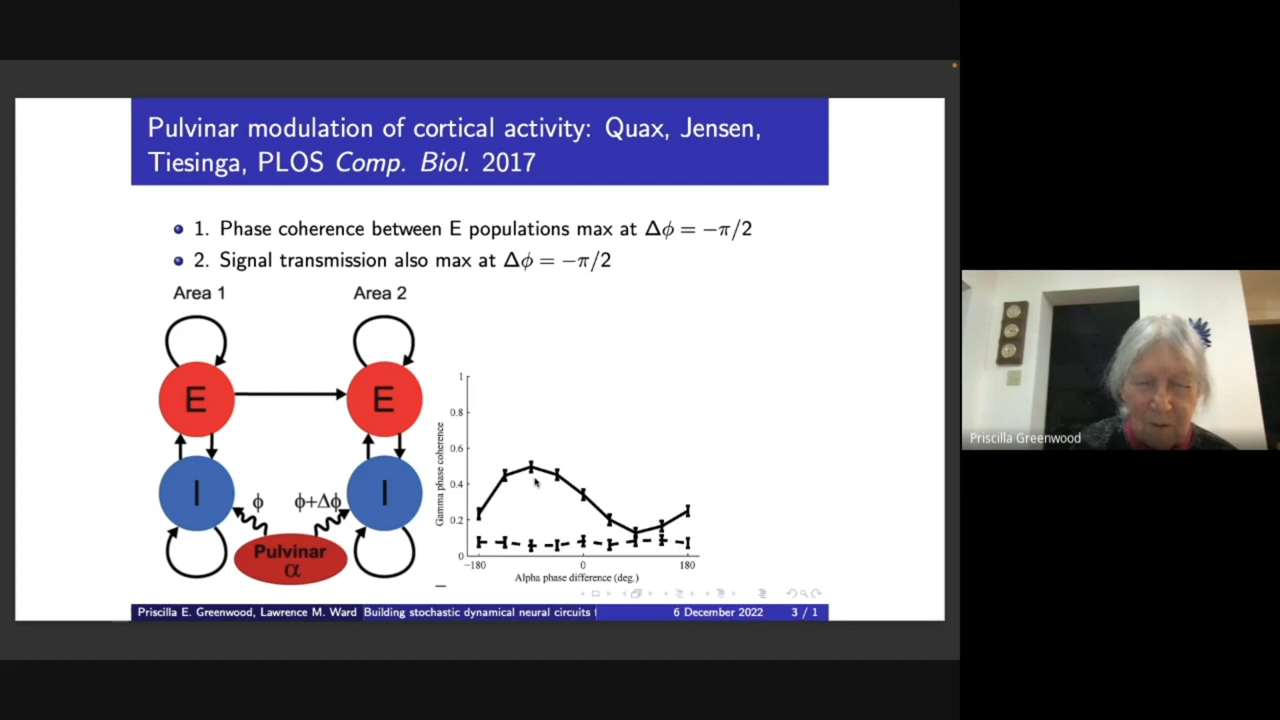 Pulvinar modulation of cortical activity: Quax, Jensen,
Tiesinga, PLOS Comp. Biol. 2017
1. Phase coherence between E populations max at Δϕ = −π/2
2. Signal transmission also max at Δϕ = −π/2
Area 1
Area 2
E
E
I
I
ϕ
ϕ+Δϕ
Pulvinar
α
Gamma phase coherence
1
0.8
0.6
0.4
0.2
0
−180
0
180
Alpha phase difference (deg.)
Priscilla E. Greenwood, Lawrence M. Ward
Building stochastic dynamical neural circuits
6 December 2022
3 / 1
Priscilla Greenwood